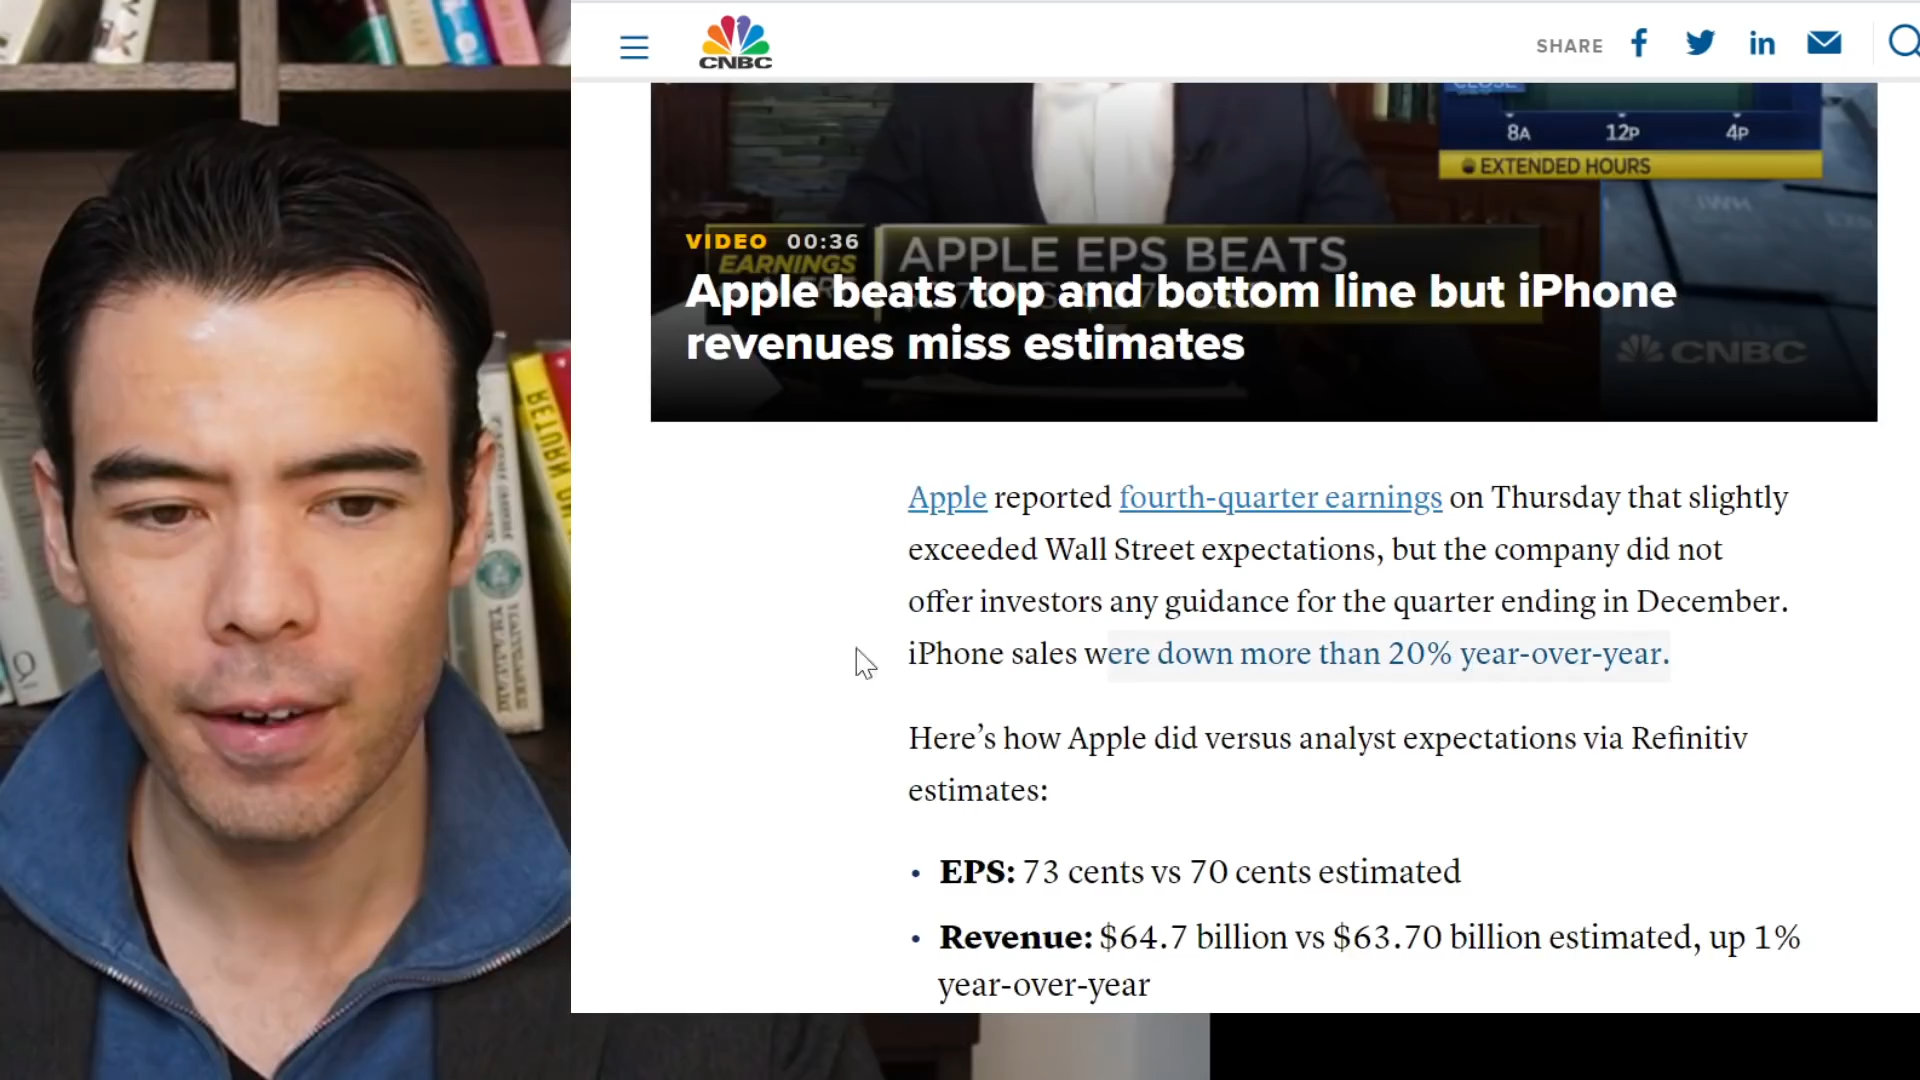 CNBC
SHARE
CLOSE
8A 12P 4P
EXTENDED HOURS
VIDEO 00:36
EARNINGS
APPLE EPS BEATS
Apple beats top and bottom line but iPhone
revenues miss estimates
CNBC
Apple reported fourth-quarter earnings on Thursday that slightly
exceeded Wall Street expectations, but the company did not
offer investors any guidance for the quarter ending in December.
iPhone sales were down more than 20% year-over-year.
Here’s how Apple did versus analyst expectations via Refinitiv
estimates:
• EPS: 73 cents vs 70 cents estimated
• Revenue: $64.7 billion vs $63.70 billion estimated, up 1%
year-over-year